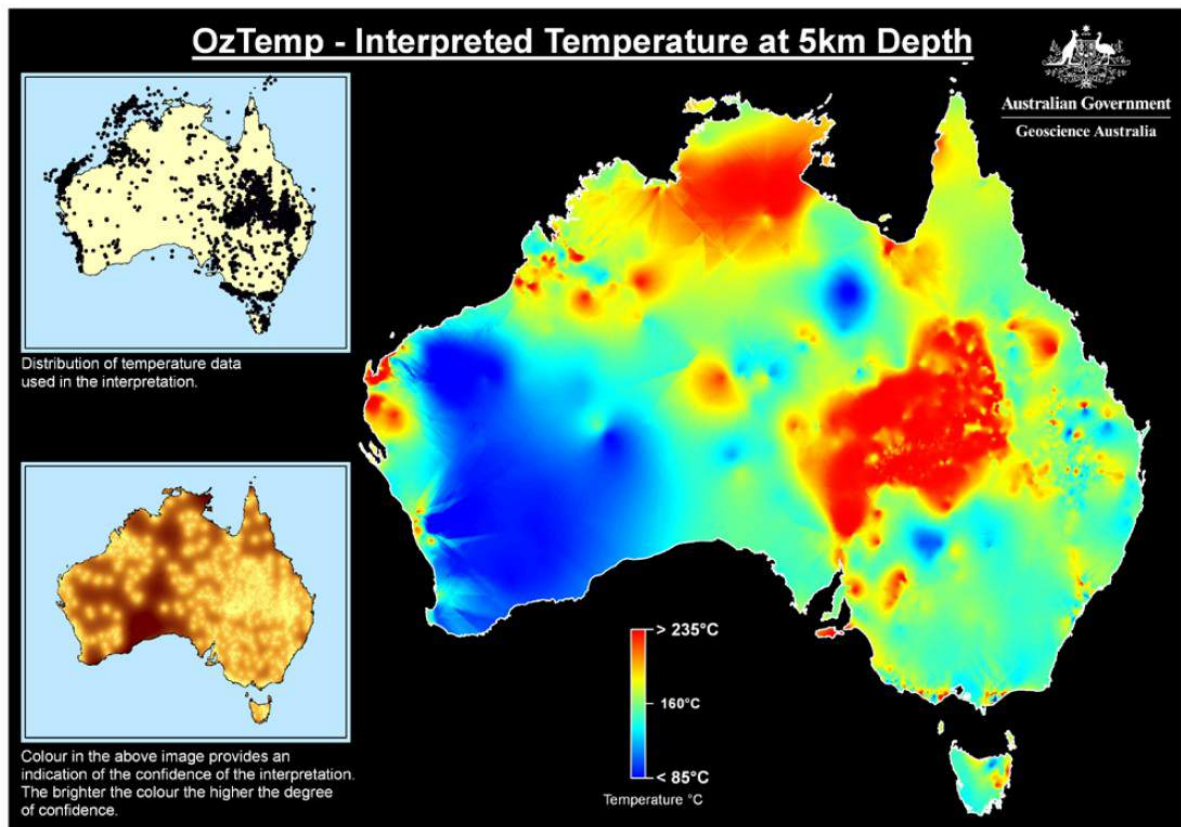 OzTemp - Interpreted Temperature at 5km Depth
Australian Government
Geoscience Australia
Distribution of temperature data
used in the interpretation.
Colour in the above image provides an
indication of the confidence of the interpretation.
The brighter the colour the higher the degree
of confidence.
> 235°C
160°C
< 85°C
Temperature °C